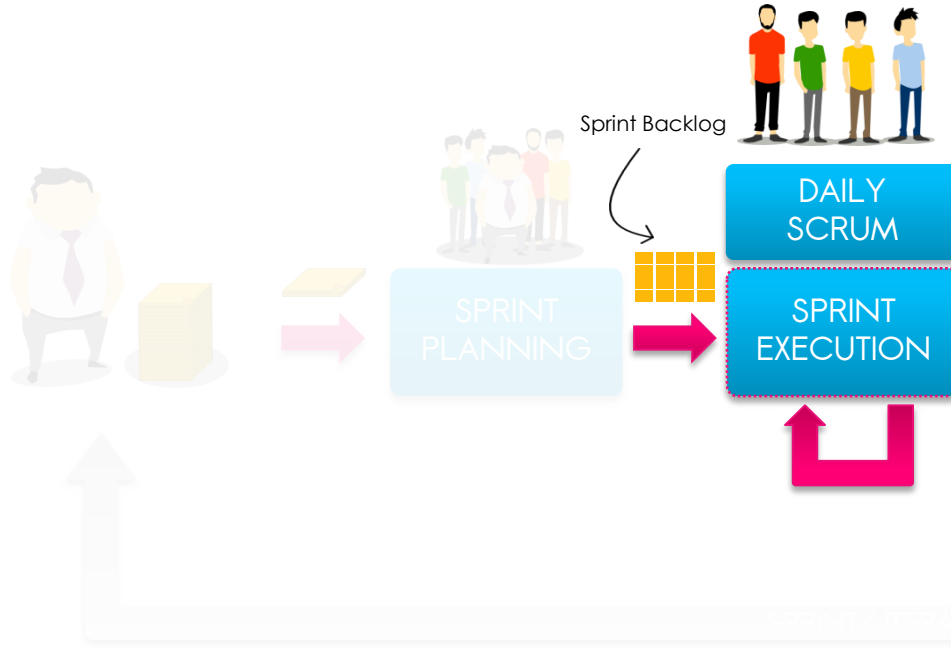 Sprint Backlog
DAILY
SCRUM
SPRINT
PLANNING
SPRINT
EXECUTION